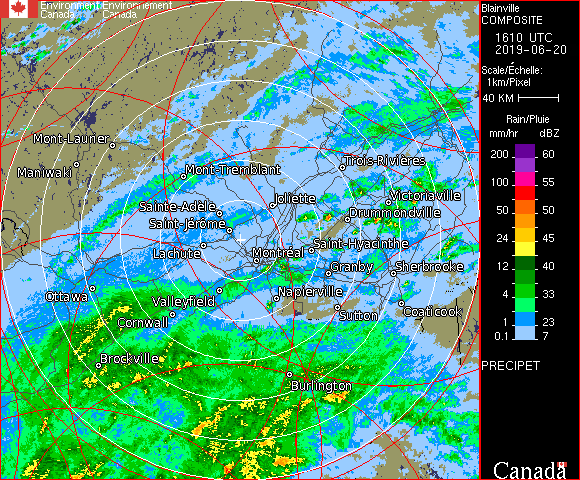 Environment Environnement
Canada Canada
Blainville
COMPOSITE
1610 UTC
2019-06-20
Scale/Échelle:
1km/Pixel
40 KM
Rain/Pluie
mm/hr dBZ
200 60
100 55
50 50
24 45
12 40
4 33
1 23
0.1 7
PRECIPET
Mont-Laurier
Maniwaki
Mont-Tremblant
Trois-Rivières
Sainte-Adèle
Joliette
Victoriaville
Saint-Jérôme
Drummondville
Lachute
Montréal
Saint-Hyacinthe
Granby
Sherbrooke
Ottawa
Valleyfield
Napierville
Cornwall
Sutton
Coaticook
Brockville
Burlington
Canada